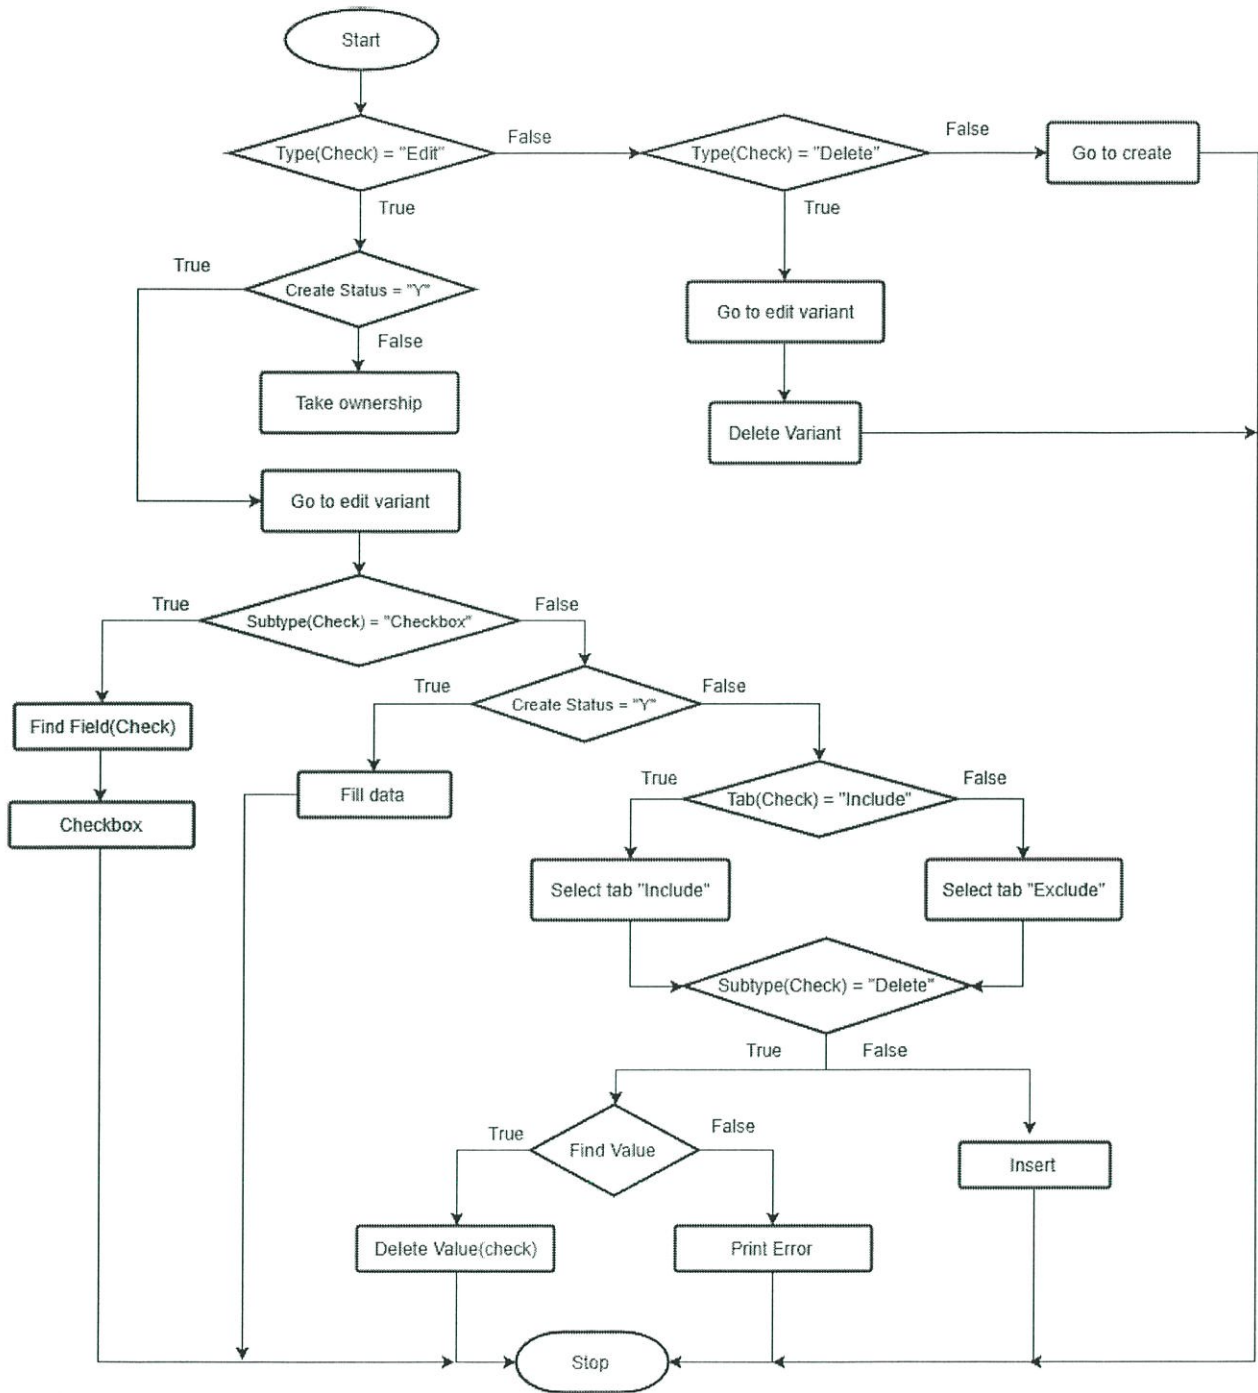 Start
Type(Check) = "Edit"
False
Type(Check) = "Delete"
False
Go to create
True
True
True
Create Status = "Y"
Go to edit variant
False
Take ownership
Delete Variant
Go to edit variant
True
Subtype(Check) = "Checkbox"
False
True
Create Status = "Y"
False
Find Field(Check)
Fill data
True
Tab(Check) = "Include"
False
Checkbox
Select tab "Include"
Select tab "Exclude"
Subtype(Check) = "Delete"
True
False
True
Find Value
False
Insert
Delete Value(check)
Print Error
Stop